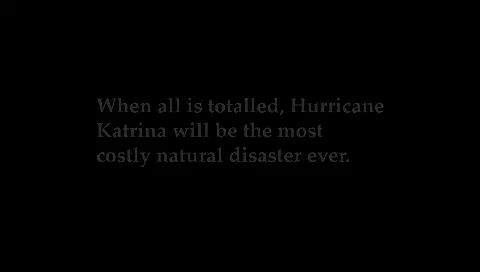 When all is totalled, Hurricane
Katrina will be the most
costly natural disaster ever.